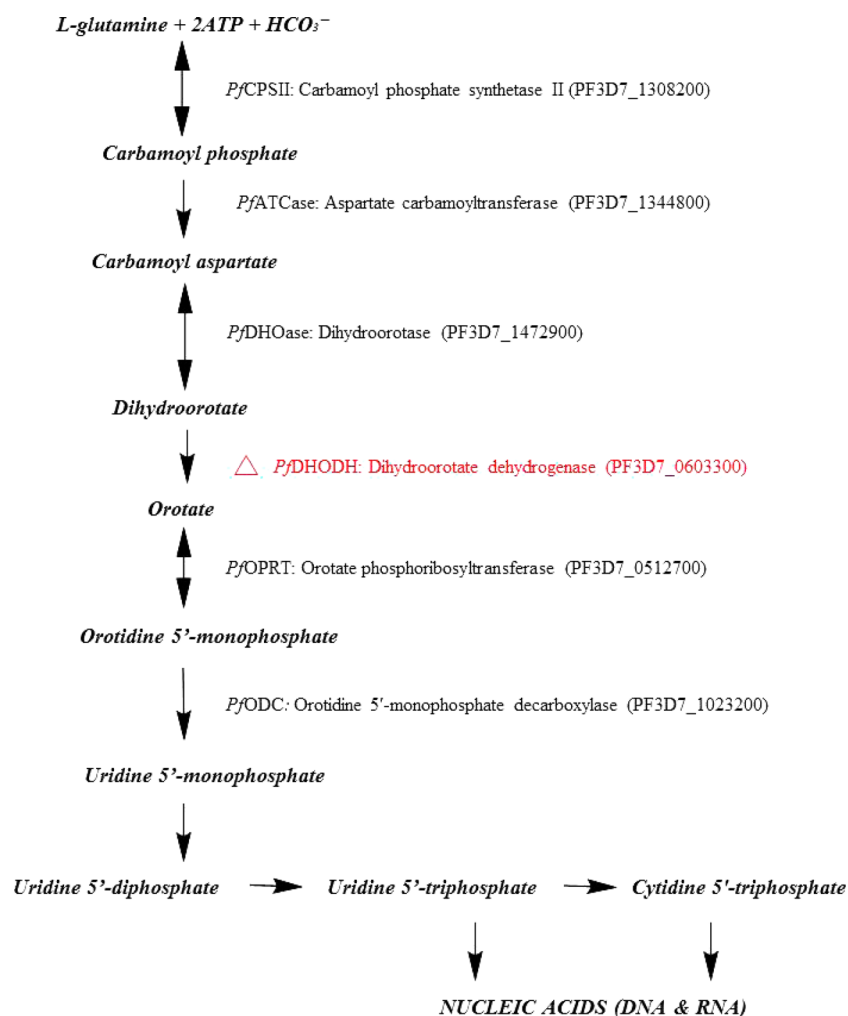 L-glutamine + 2ATP + HCO₃⁻
PfCPSII: Carbamoyl phosphate synthetase II (PF3D7_1308200)
Carbamoyl phosphate
PfATCase: Aspartate carbamoyltransferase (PF3D7_1344800)
Carbamoyl aspartate
PfDHOase: Dihydroorotase (PF3D7_1472900)
Dihydroorotate
△ PfDHODH: Dihydroorotate dehydrogenase (PF3D7_0603300)
Orotate
PfOPRT: Orotate phosphoribosyltransferase (PF3D7_0512700)
Orotidine 5’-monophosphate
PfODC: Orotidine 5'-monophosphate decarboxylase (PF3D7_1023200)
Uridine 5’-monophosphate
Uridine 5’-diphosphate Uridine 5’-triphosphate Cytidine 5'-triphosphate
NUCLEIC ACIDS (DNA & RNA)